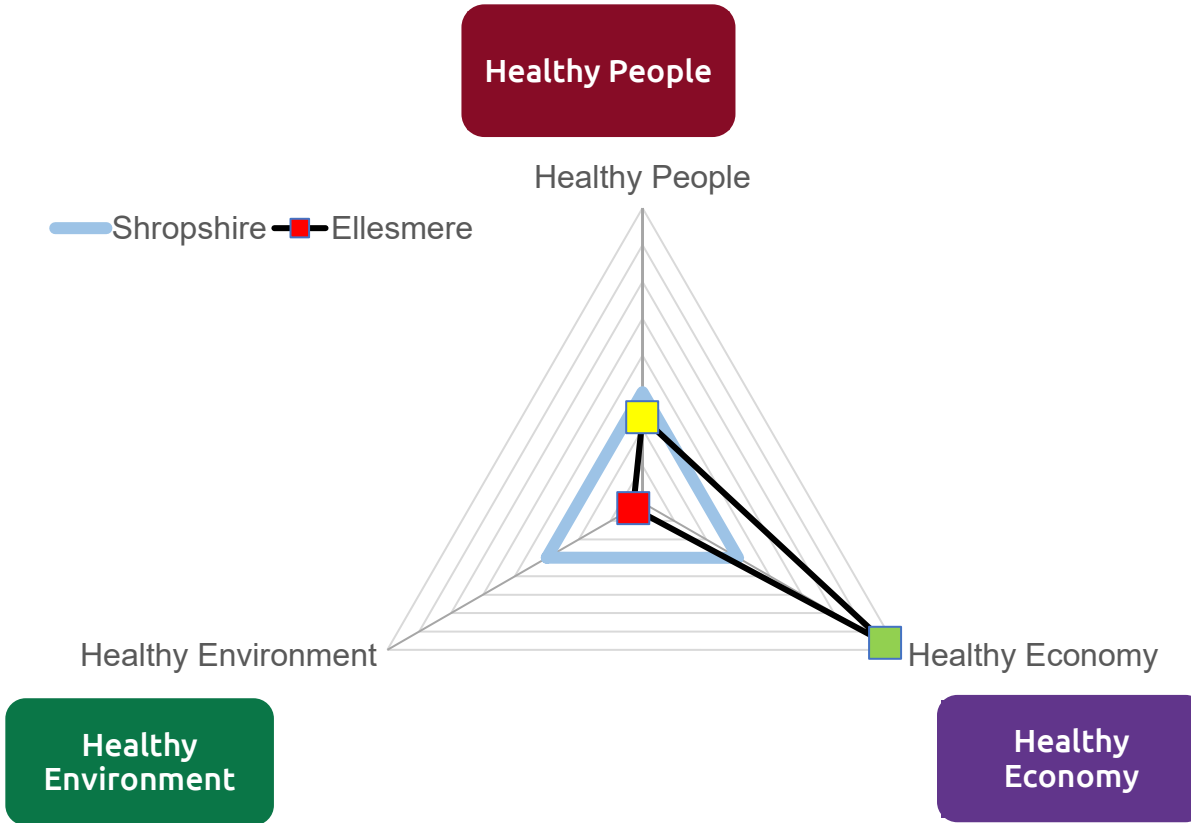 Healthy People
Healthy People
Shropshire Ellesmere
Healthy Environment
Healthy Economy
Healthy
Environment
Healthy
Economy